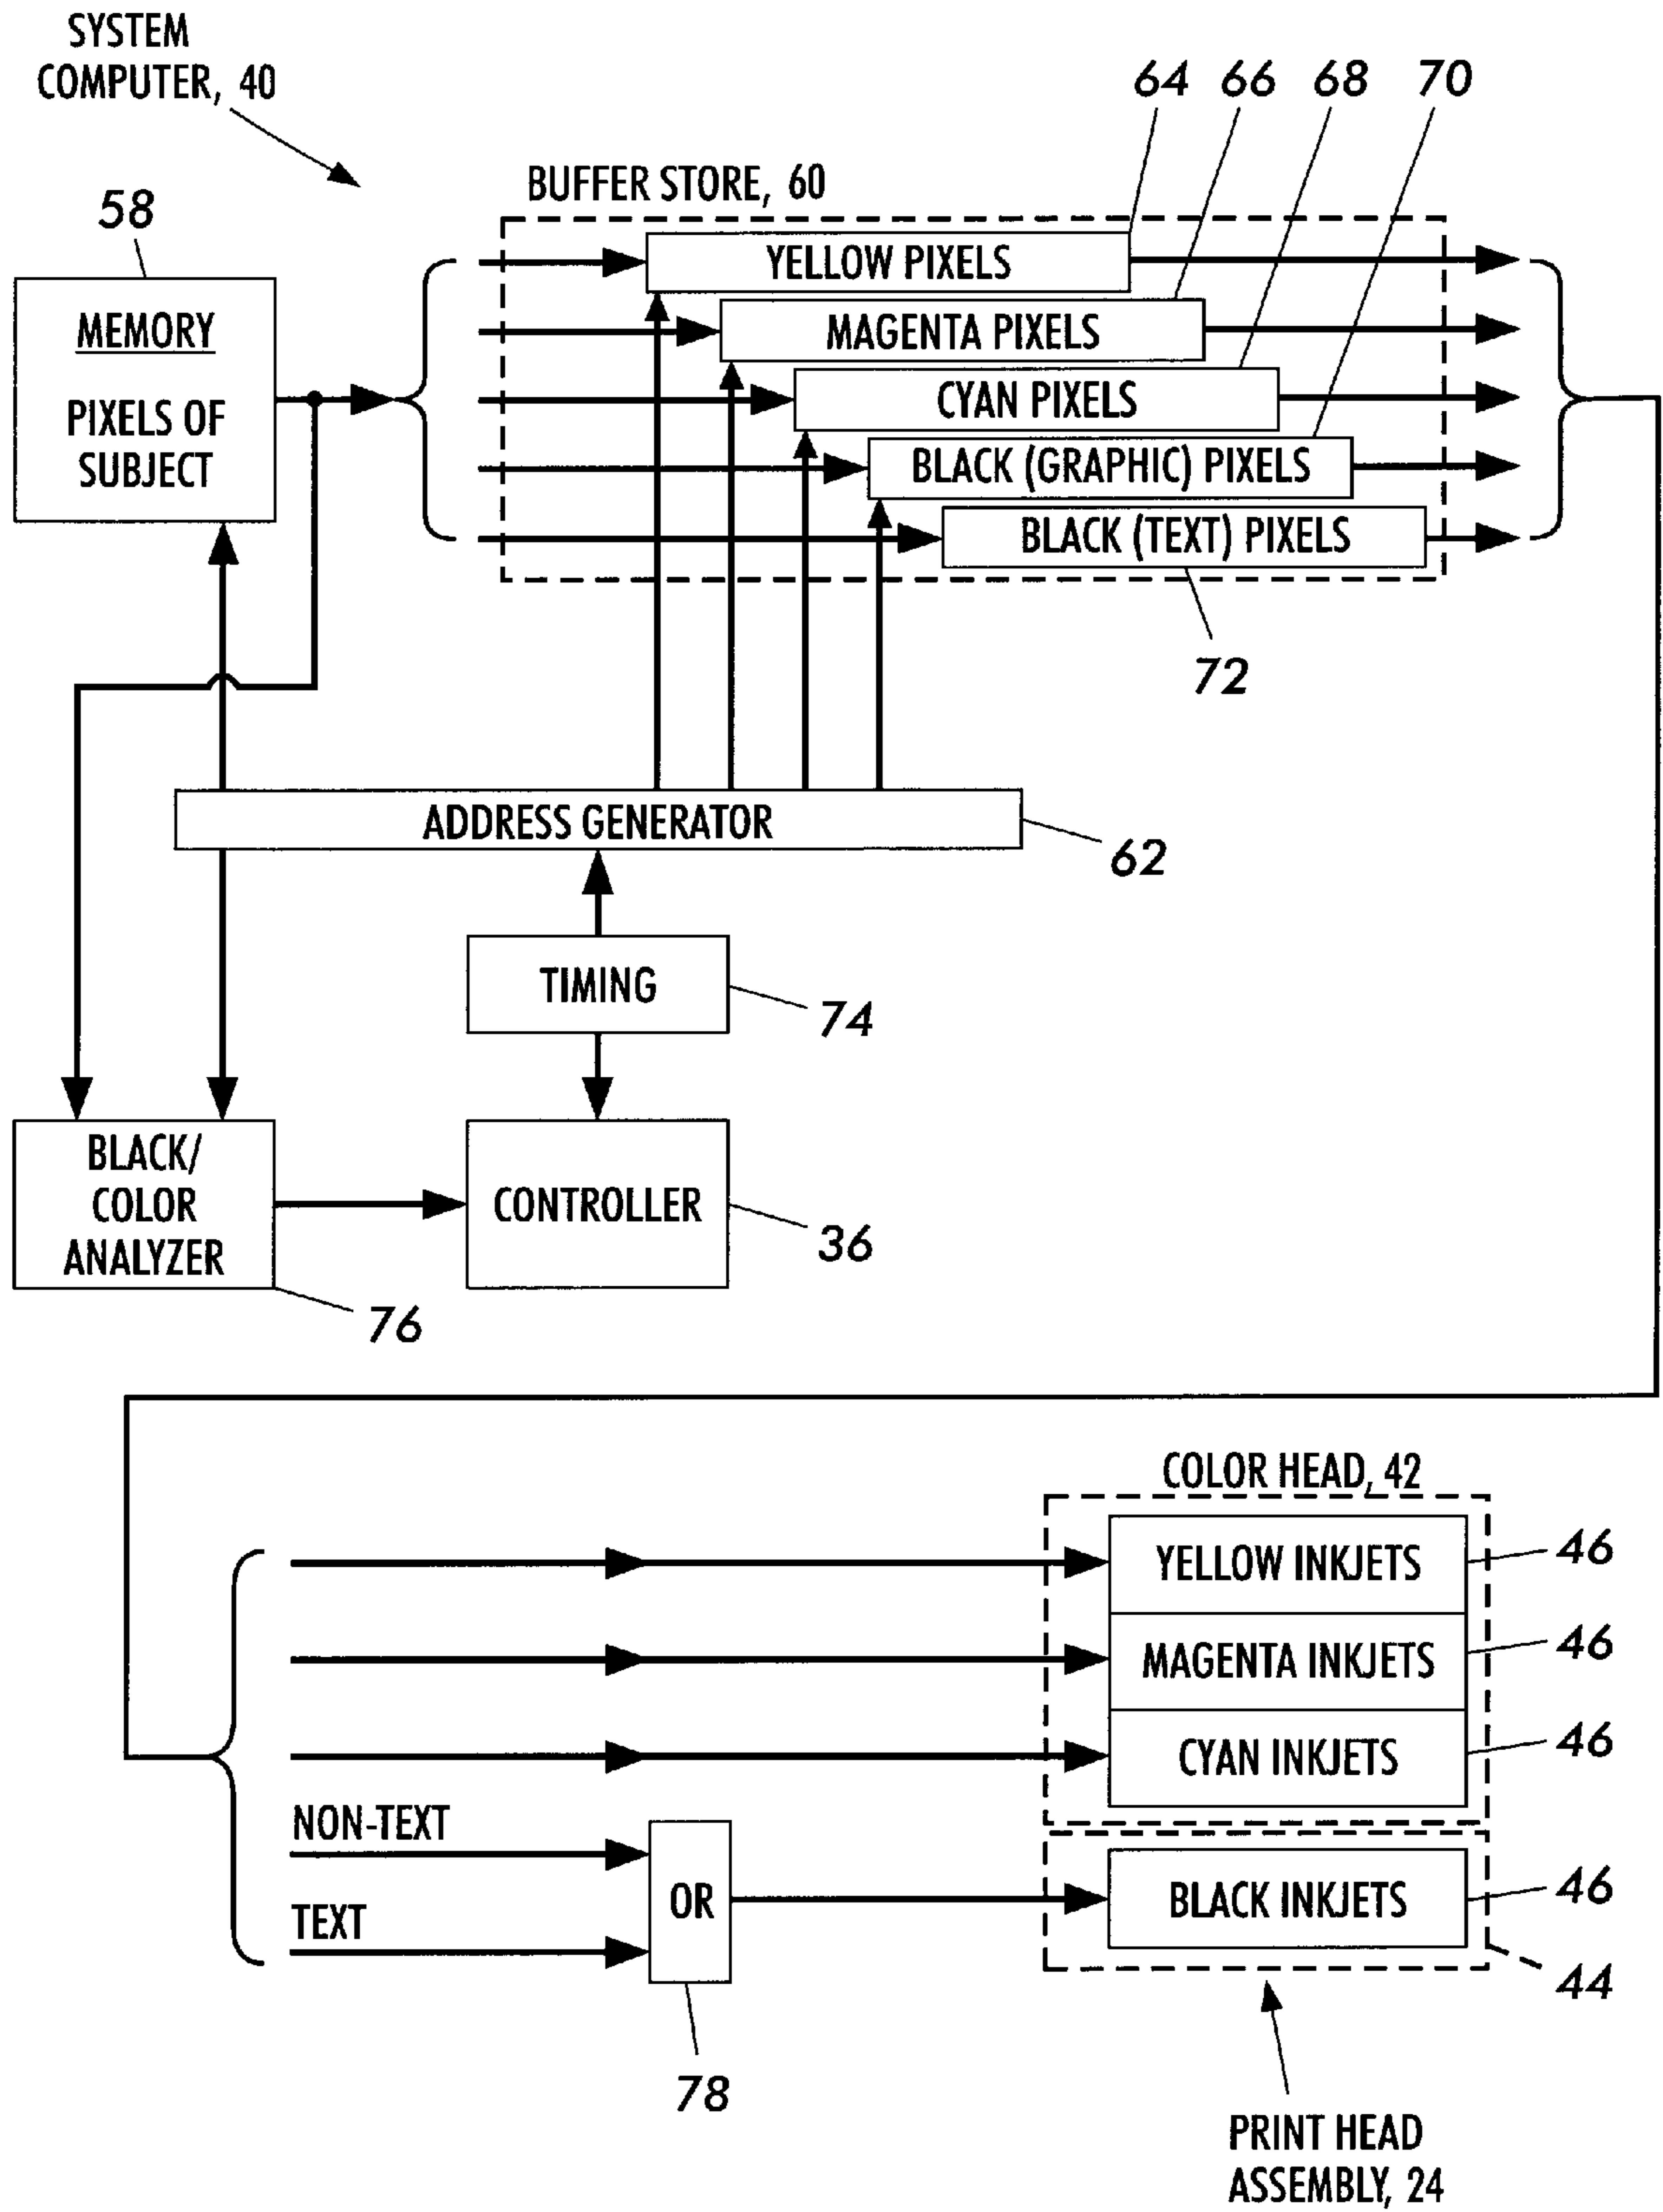 SYSTEM
COMPUTER, 40
64 66 68 70
BUFFER STORE, 60
58
YELLOW PIXELS
MEMORY
MAGENTA PIXELS
PIXELS OF
SUBJECT
CYAN PIXELS
BLACK (GRAPHIC) PIXELS
BLACK (TEXT) PIXELS
72
ADDRESS GENERATOR
62
TIMING
74
BLACK/
COLOR
ANALYZER
CONTROLLER
36
76
COLOR HEAD, 42
YELLOW INKJETS
46
MAGENTA INKJETS
46
CYAN INKJETS
46
NON-TEXT
TEXT
OR
BLACK INKJETS
46
44
78
PRINT HEAD
ASSEMBLY, 24